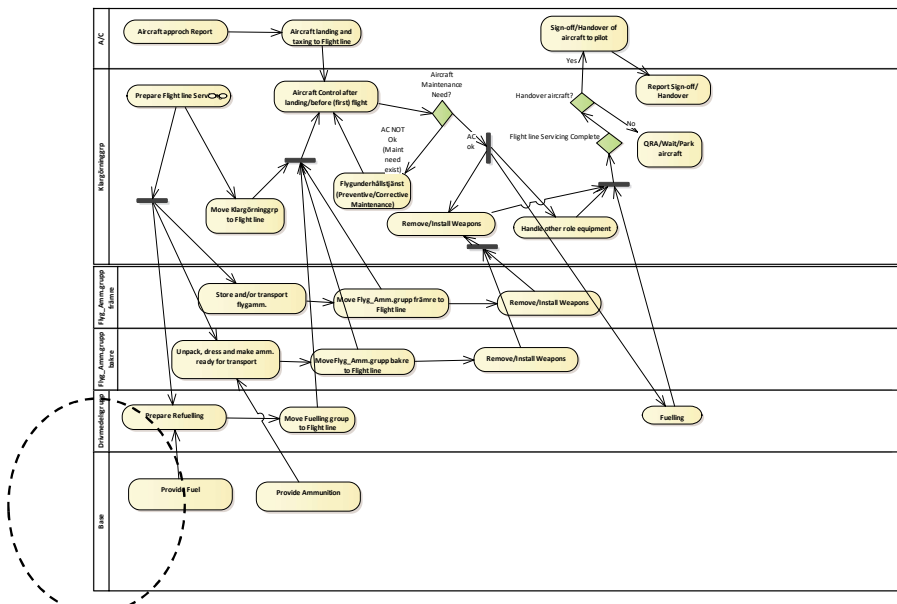 A/C
Aircraft approch Report
Aircraft landing and
taxing to Flight line
Sign-off/Handover of
aircraft to pilot
Yes
Report Sign-off/
Handover
Klargörninggrp
Prepare Flight line Servicing
Aircraft Control after
landing/before (first) flight
Aircraft
Maintenance
Need?
Handover aircraft?
No
QRA/Wait/Park
aircraft
Flight line Servicing Complete
AC NOT
Ok
(Maint
need
exist)
AC
ok
Flygunderhållstjänst
(Preventive/Corrective
Maintenance)
Move Klargörninggrp
to Flight line
Remove/Install Weapons
Handle other role equipment
Flyg_Amm.grupp
främre
Store and/or transport
flygamm.
Move Flyg_Amm.grupp främre to
Flight line
Remove/Install Weapons
Flyg_Amm.grupp
bakre
Unpack, dress and make amm.
ready for transport
Move Flyg_Amm.grupp bakre
to Flight line
Remove/Install Weapons
Drivmedelsgrupp
Prepare Refuelling
Move Fuelling group
to Flight line
Fuelling
Base
Provide Fuel
Provide Ammunition